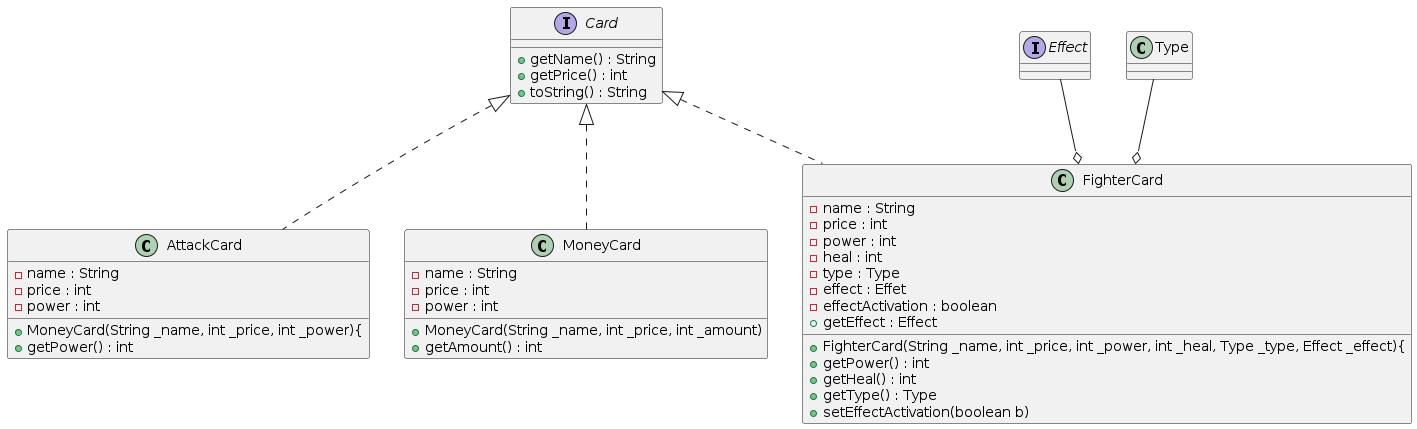 I Card
+getName() : String
+getPrice() : int
+toString() : String
I Effect
C Type
C AttackCard
name : String
price : int
power : int
MoneyCard(String _name, int _price, int _power){
getPower() : int
C MoneyCard
name : String
price : int
power : int
MoneyCard(String _name, int _price, int _amount)
getAmount() : int
C FighterCard
name : String
price : int
power : int
heal : int
type : Type
effect : Effet
effectActivation : boolean
getEffect : Effect
FighterCard(String _name, int _price, int _power, int _heal, Type _type, Effect _effect){
getPower() : int
getHeal() : int
getType() : Type
setEffectActivation(boolean b)